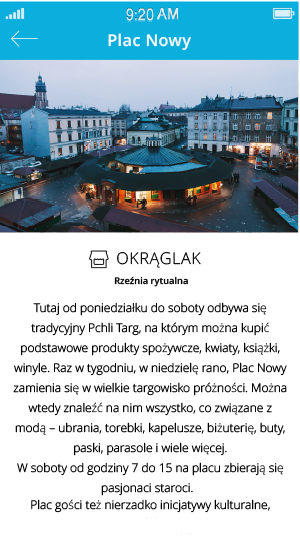 9:20 AM
Plac Nowy
OKRĄGLAK
Rzeźnia rytualna
Tutaj od poniedziałku do soboty odbywa się
tradycyjny Pchli Targ, na którym można kupić
podstawowe produkty spożywcze, kwiaty, książki,
winyle. Raz w tygodniu, w niedzielę rano, Plac Nowy
zamienia się w wielkie targowisko próżności. Można
wtedy znaleźć na nim wszystko, co związane z
modą – ubrania, torebki, kapelusze, biżuterię, buty,
paski, parasole i wiele więcej.
W soboty od godziny 7 do 15 na placu zbierają się
pasjonaci staroci.
Plac gości też nierzadko inicjatywy kulturalne,